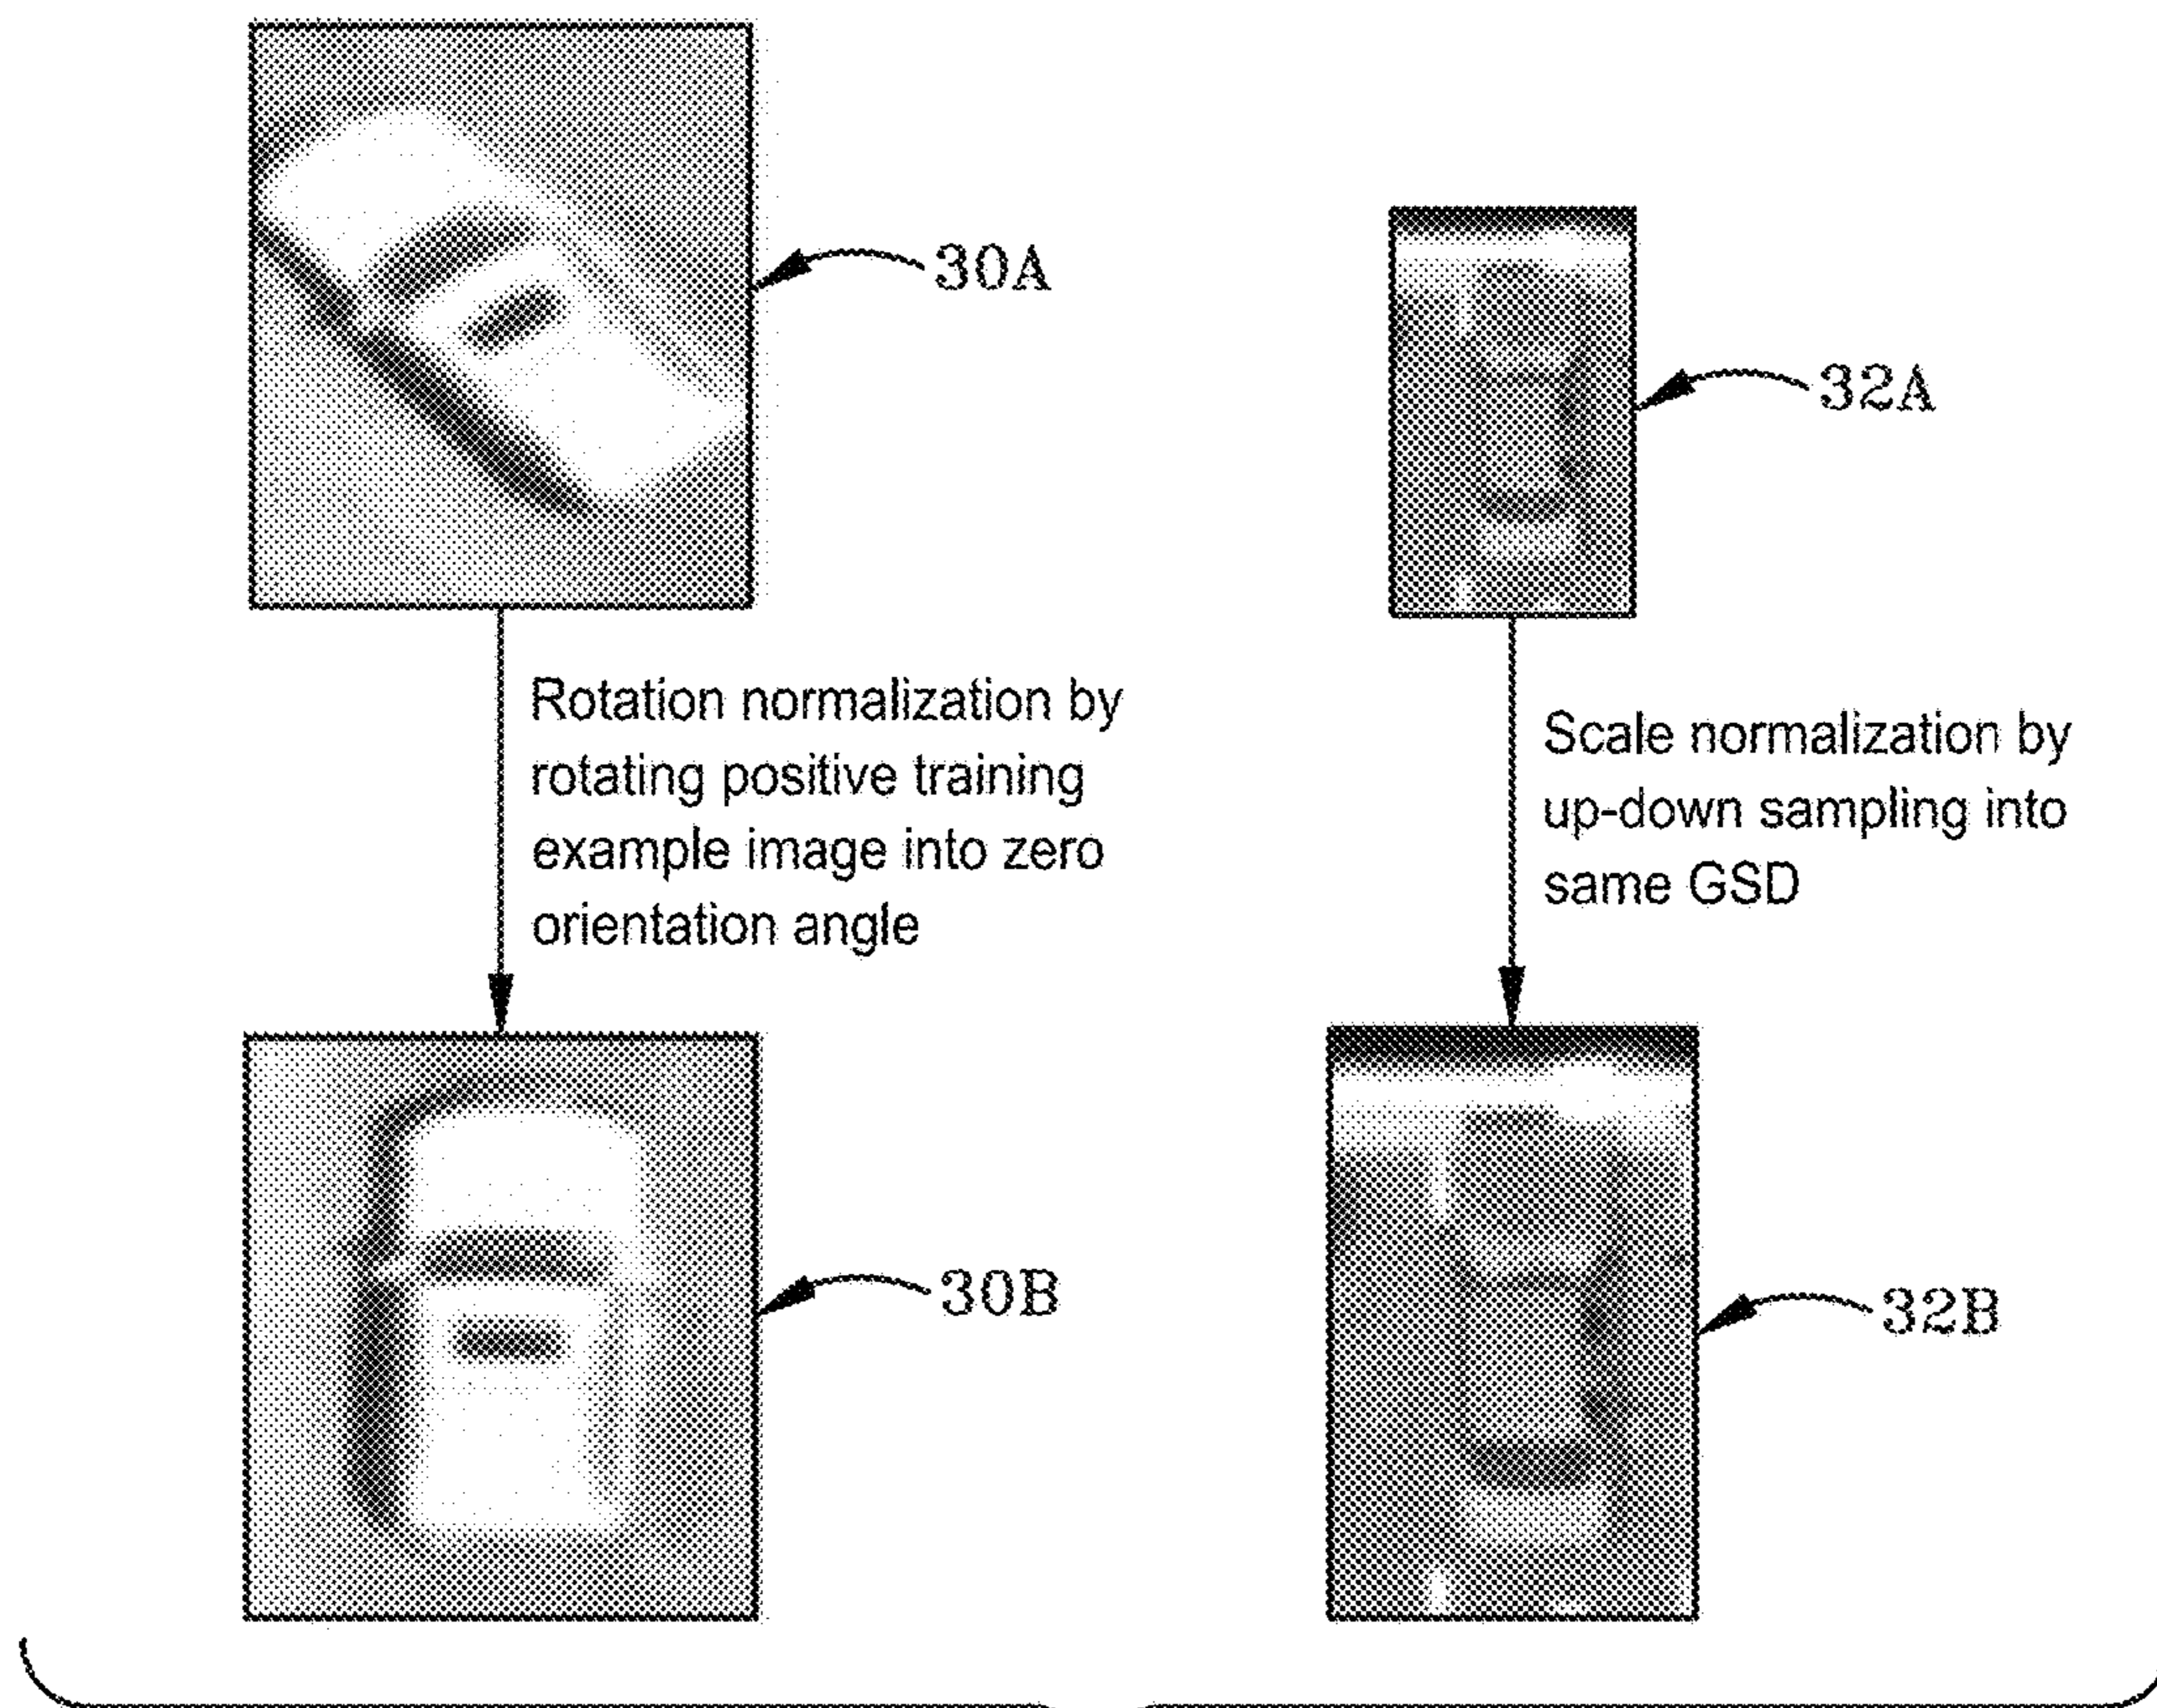 30A
32A
Rotation normalization by
rotating positive training
example image into zero
orientation angle
Scale normalization by
up-down sampling into
same GSD
30B
32B